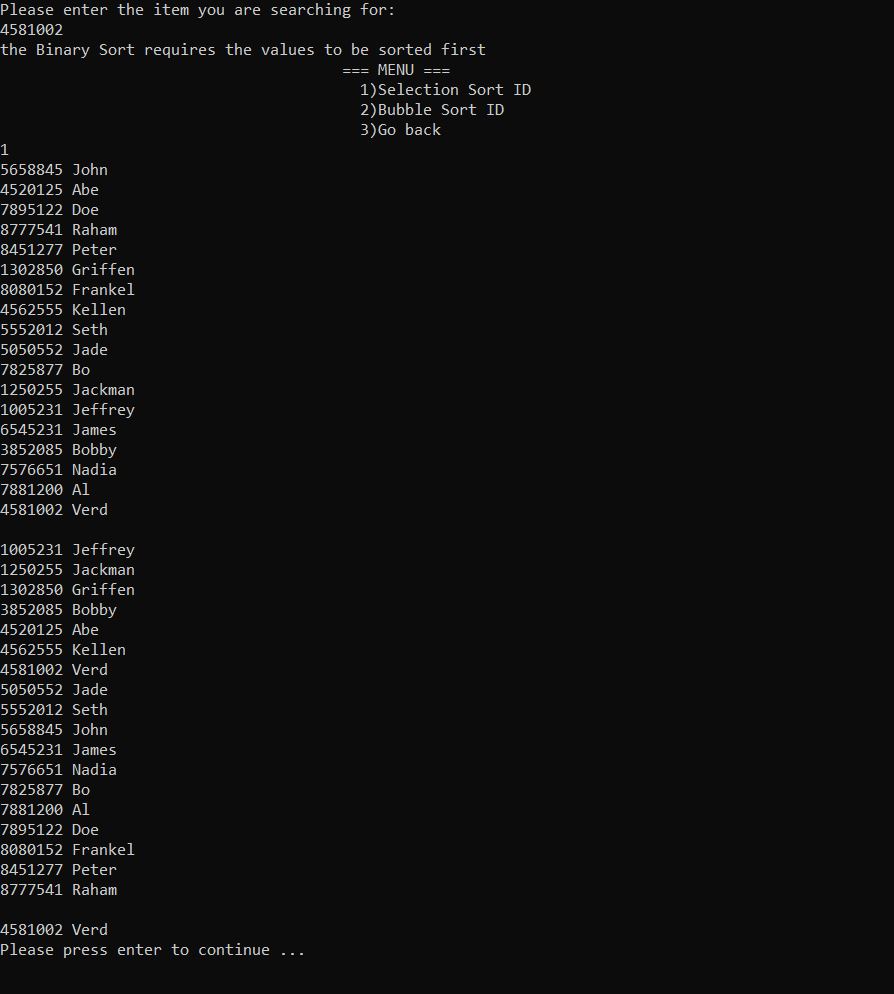 Please enter the item you are searching for:
4581002
the Binary Sort requires the values to be sorted first
=== MENU ===
1)Selection Sort ID
2)Bubble Sort ID
3)Go back
1
5658845 John
4520125 Abe
7895122 Doe
8777541 Raham
8451277 Peter
1302850 Griffen
8080152 Frankel
4562555 Kellen
5552012 Seth
5050552 Jade
7825877 Bo
1250255 Jackman
1005231 Jeffrey
6545231 James
3852085 Bobby
7576651 Nadia
7881200 Al
4581002 Verd
1005231 Jeffrey
1250255 Jackman
1302850 Griffen
3852085 Bobby
4520125 Abe
4562555 Kellen
4581002 Verd
5050552 Jade
5552012 Seth
5658845 John
6545231 James
7576651 Nadia
7825877 Bo
7881200 Al
7895122 Doe
8080152 Frankel
8451277 Peter
8777541 Raham
4581002 Verd
Please press enter to continue ...